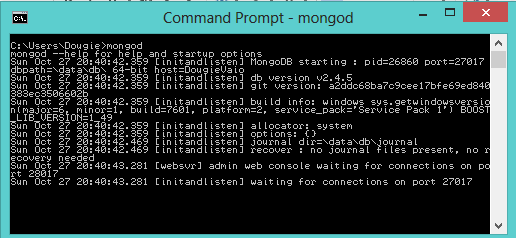 Command Prompt - mongod
C:\Users\Dougie>mongod
mongod --help for help and startup options
Sun Oct 27 20:40:42.359 [initandlisten] MongoDB starting : pid=26860 port=27017
dbpath=\data\db\ 64-bit host=DougieVaio
Sun Oct 27 20:40:42.359 [initandlisten] db version v2.4.5
Sun Oct 27 20:40:42.359 [initandlisten] git version: a2ddc68ba7c9cee17bfe69ed840
383ec3506602b
Sun Oct 27 20:40:42.359 [initandlisten] build info: windows sys.getwindowsversio
n(major=6, minor=1, build=7601, platform=2, service_pack='Service Pack 1') BOOST
_LIB_VERSION=1_49
Sun Oct 27 20:40:42.359 [initandlisten] allocator: system
Sun Oct 27 20:40:42.359 [initandlisten] options: {}
Sun Oct 27 20:40:42.469 [initandlisten] journal dir=\data\db\journal
Sun Oct 27 20:40:42.469 [initandlisten] recover : no journal files present, no r
ecovery needed
Sun Oct 27 20:40:43.281 [websvr] admin web console waiting for connections on po
rt 28017
Sun Oct 27 20:40:43.281 [initandlisten] waiting for connections on port 27017